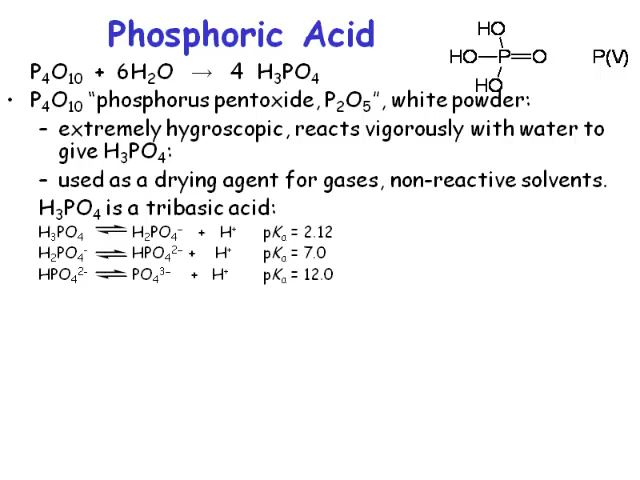 Phosphoric Acid
HO
HO—P=O P(V)
HO
P₄O₁₀ + 6H₂O → 4 H₃PO₄
• P₄O₁₀ "phosphorus pentoxide, P₂O₅", white powder:
– extremely hygroscopic, reacts vigorously with water to
give H₃PO₄:
– used as a drying agent for gases, non-reactive solvents.
H₃PO₄ is a tribasic acid:
H₃PO₄ ⇌ H₂PO₄⁻ + H⁺ pKₐ = 2.12
H₂PO₄⁻ ⇌ HPO₄²⁻ + H⁺ pKₐ = 7.0
HPO₄²⁻ ⇌ PO₄³⁻ + H⁺ pKₐ = 12.0